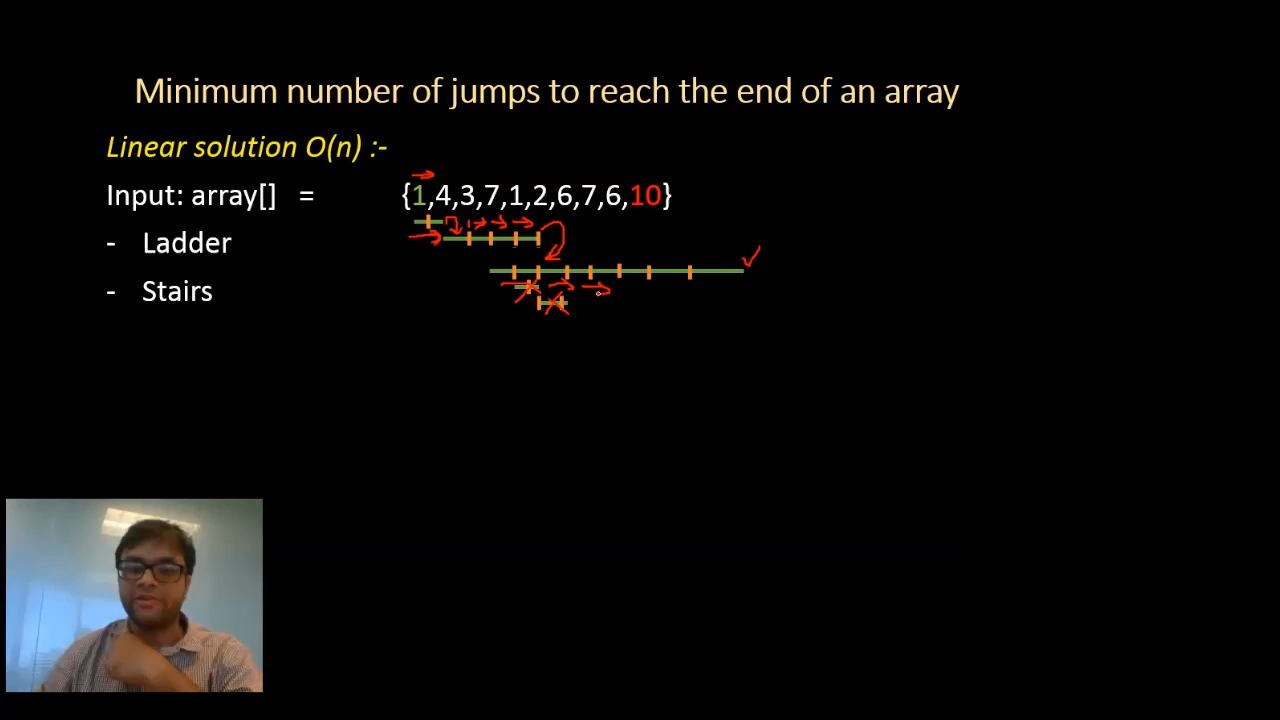 Minimum number of jumps to reach the end of an array
Linear solution O(n) :-
Input: array[] = {1,4,3,7,1,2,6,7,6,10}
- Ladder
- Stairs